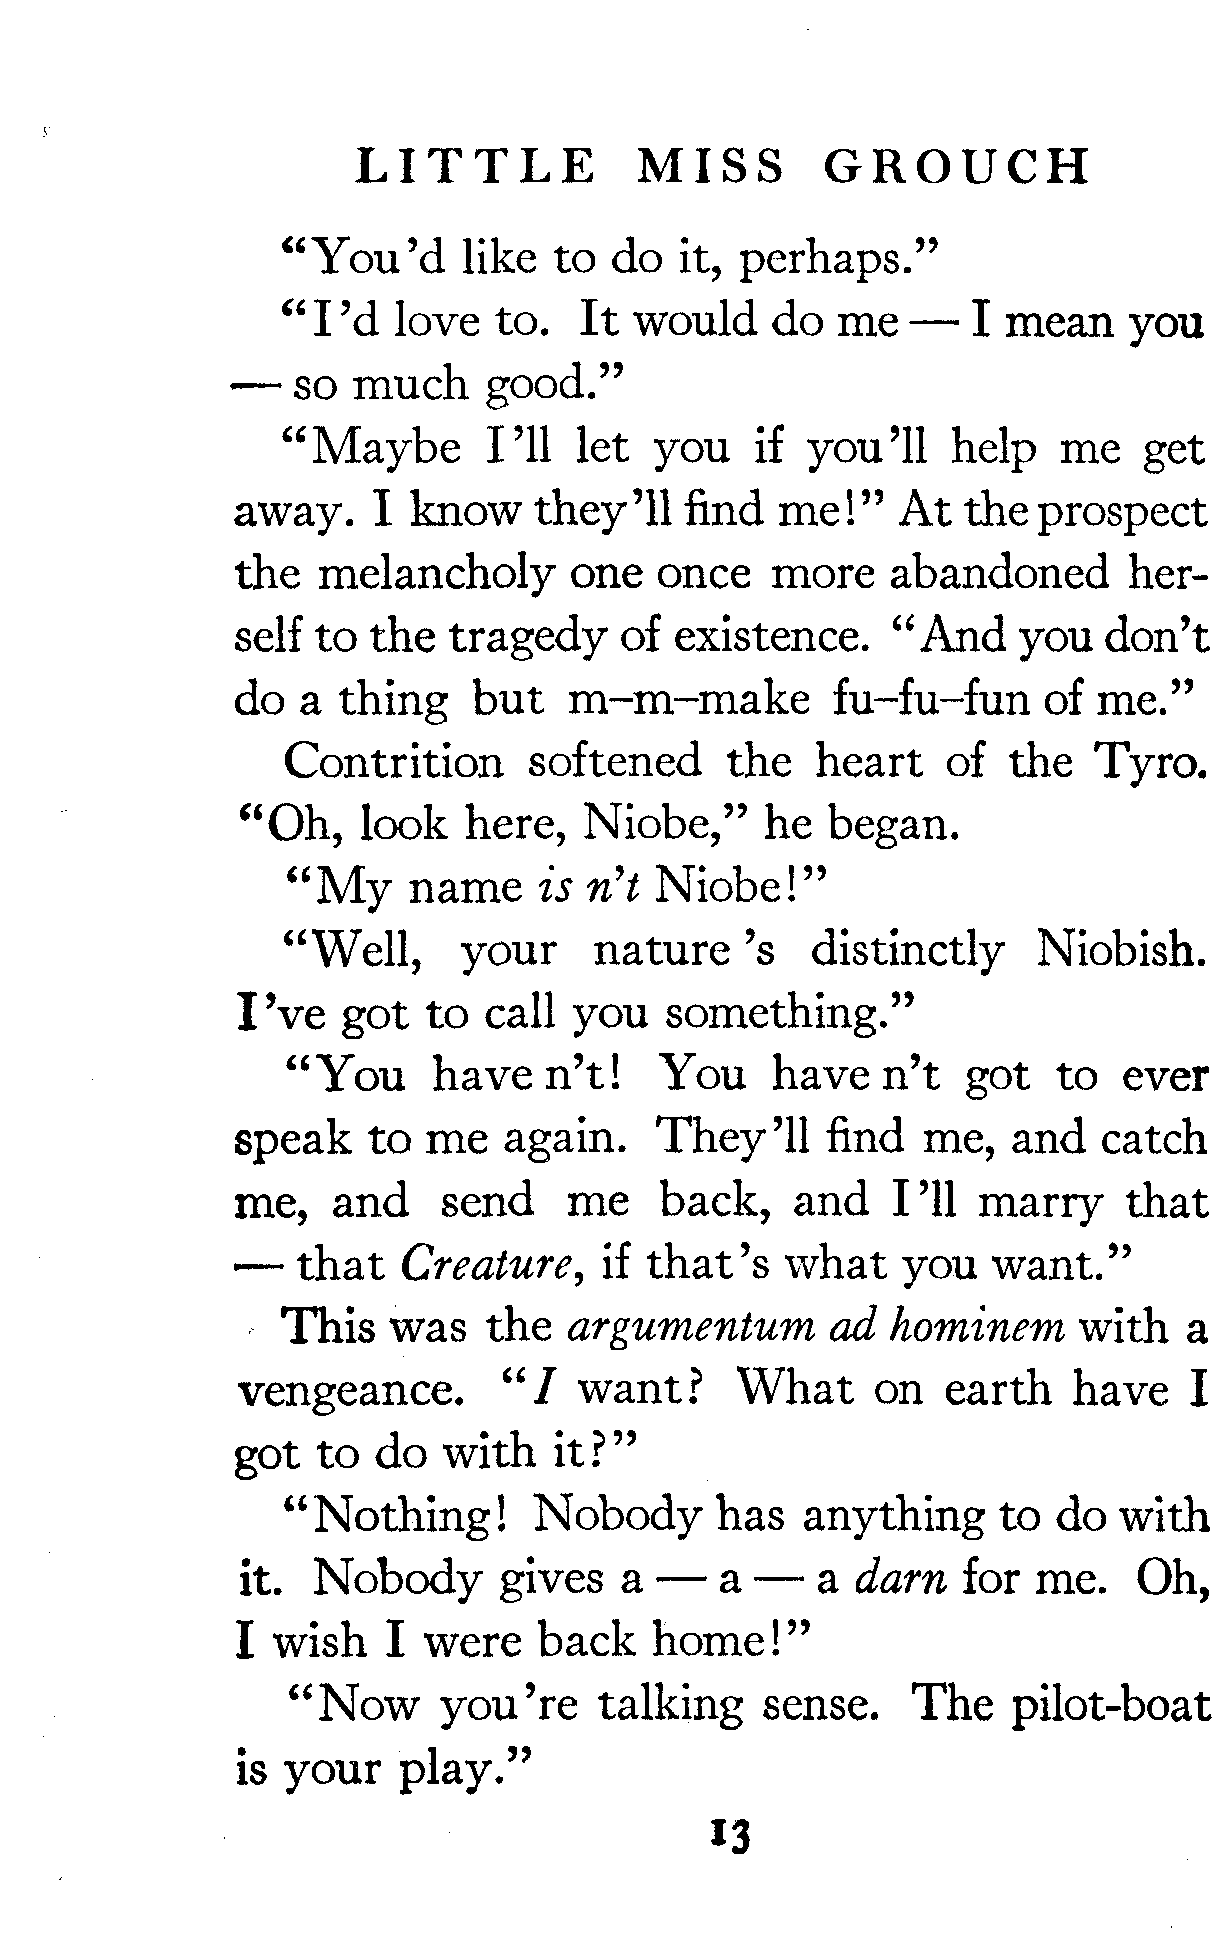 LITTLE MISS GROUCH
“You’d like to do it, perhaps.”
“I’d love to. It would do me — I mean you
— so much good.”
“Maybe I’ll let you if you’ll help me get
away. I know they’ll find me!” At the prospect
the melancholy one once more abandoned her-
self to the tragedy of existence. “And you don’t
do a thing but m–m–make fu–fu–fun of me.”
Contrition softened the heart of the Tyro.
“Oh, look here, Niobe,” he began.
“My name is n’t Niobe!”
“Well, your nature ’s distinctly Niobish.
I’ve got to call you something.”
“You have n’t! You have n’t got to ever
speak to me again. They’ll find me, and catch
me, and send me back, and I’ll marry that
— that Creature, if that’s what you want.”
This was the argumentum ad hominem with a
vengeance. “I want? What on earth have I
got to do with it?”
“Nothing! Nobody has anything to do with
it. Nobody gives a — a — a darn for me. Oh,
I wish I were back home!”
“Now you’re talking sense. The pilot-boat
is your play.”
13